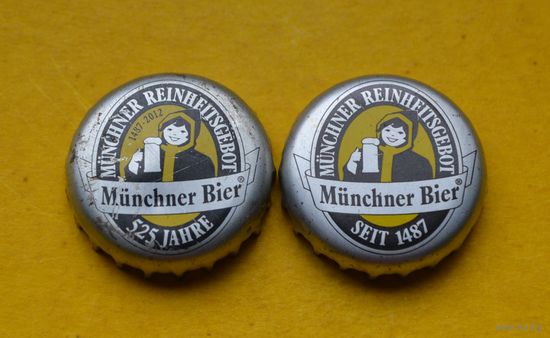 MÜNCHNER REINHEITSGEBOT
1487-2012
Münchner Bier®
525 JAHRE
MÜNCHNER REINHEITSGEBOT
Münchner Bier®
SEIT 1487